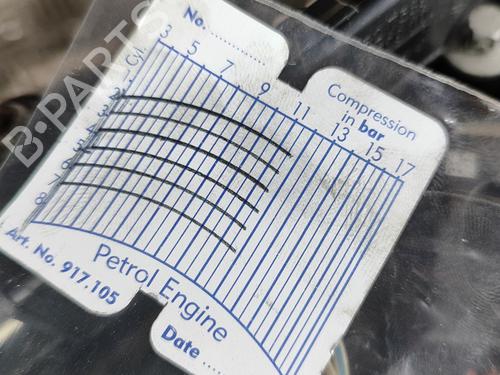 No. ............
Compression
in bar
3 5 7 9 11 13 15 17
Cyl.
1
2
3
4
5
6
7
8
Petrol Engine
Art. No. 917.105
Date ....
B-PARTS